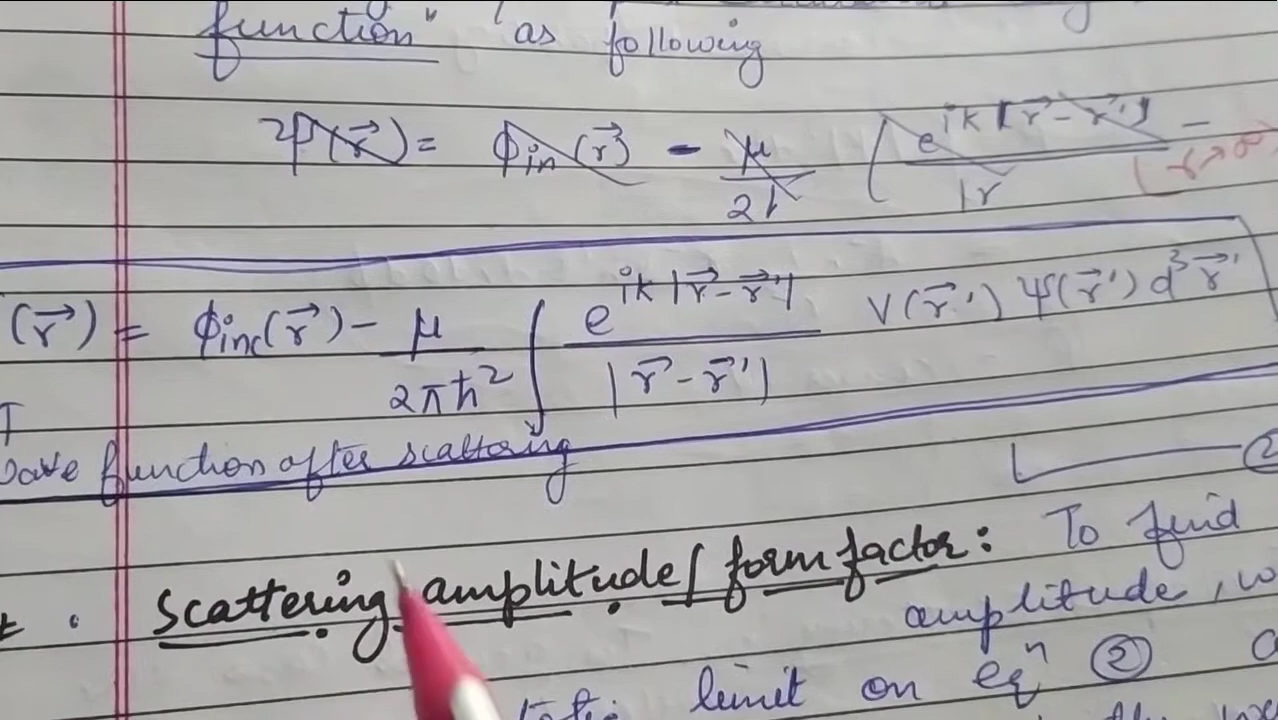 function" as following
ψ(r⃗) = ϕin(r⃗) - μ/2 ∫ e^ik|r⃗-r⃗'| / |r
(r→∞
(r⃗) = ϕinc(r⃗) - μ/2πħ² ∫ e^ik|r⃗-r⃗'| / |r⃗-r⃗'| V(r⃗') ψ(r⃗') d³r⃗'
function after scattering
②
• Scattering amplitude/form factor: To find
amplitude,
limit on eqⁿ ②